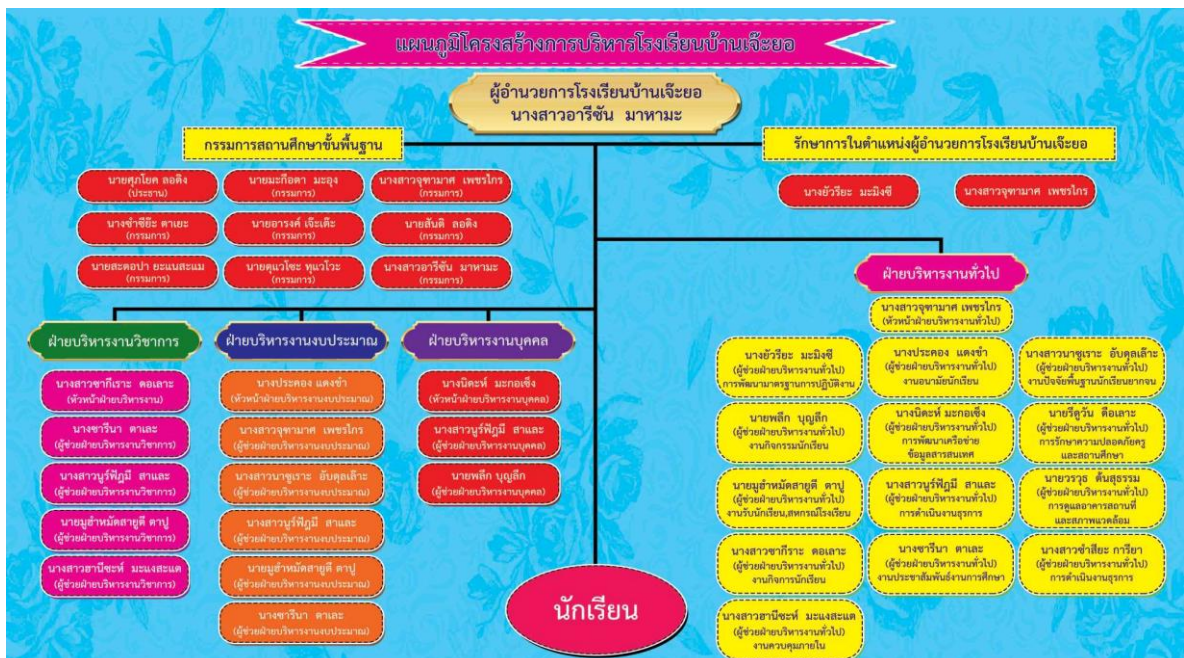 แผนภูมิโครงสร้างการบริหารโรงเรียนบ้านเจ๊ะยอ
ผู้อำนวยการโรงเรียนบ้านเจ๊ะยอ
นางสาวอารีซัน มาหามะ
กรรมการสถานศึกษาขั้นพื้นฐาน
นายศุภโยค ลอดิง
(ประธาน)
นายมะกือตา มะอุง
(กรรมการ)
นางสาวจุฑามาศ เพชรไกร
(กรรมการ)
นางซำซียะ ตาเยะ
(กรรมการ)
นายอารงค์ เจ๊ะเต๊ะ
(กรรมการ)
นายสันติ ลอดิง
(กรรมการ)
นายสะตอปา ยะแนสะแม
(กรรมการ)
นายตูแวโซะ ทูแวโวะ
(กรรมการ)
นางสาวอารีซัน มาหามะ
(กรรมการ)
รักษาการในตำแหน่งผู้อำนวยการโรงเรียนบ้านเจ๊ะยอ
นางยัวรียะ มะมิงซี
นางสาวจุฑามาศ เพชรไกร
ฝ่ายบริหารงานวิชาการ
นางสาวซากีเราะ ดอเลาะ
(หัวหน้าฝ่ายบริหารงาน)
นางซารีนา ตาเละ
(ผู้ช่วยฝ่ายบริหารงานวิชาการ)
นางสาวนูร์ฟัฎมี สาและ
(ผู้ช่วยฝ่ายบริหารงานวิชาการ)
นายมูฮำหมัดสายูดี ตาปู
(ผู้ช่วยฝ่ายบริหารงานวิชาการ)
นางสาวฮานีซะห์ มะแงสะแต
(ผู้ช่วยฝ่ายบริหารงานวิชาการ)
ฝ่ายบริหารงานงบประมาณ
นางประคอง แดงขำ
(หัวหน้าฝ่ายบริหารงานงบประมาณ)
นางสาวจุฑามาศ เพชรไกร
(ผู้ช่วยฝ่ายบริหารงานงบประมาณ)
นางสาวนาซูเราะ อับดุลเล๊าะ
(ผู้ช่วยฝ่ายบริหารงานงบประมาณ)
นางสาวนูร์ฟัฎมี สาและ
(ผู้ช่วยฝ่ายบริหารงานงบประมาณ)
นายมูฮำหมัดสายูดี ตาปู
(ผู้ช่วยฝ่ายบริหารงานงบประมาณ)
นางซารีนา ตาเละ
(ผู้ช่วยฝ่ายบริหารงานงบประมาณ)
ฝ่ายบริหารงานบุคคล
นางนิตะห์ มะกอเซ็ง
(หัวหน้าฝ่ายบริหารงานบุคคล)
นางสาวนูร์ฟัฎมี สาและ
(ผู้ช่วยฝ่ายบริหารงานบุคคล)
นายพลึก บุญลึก
(ผู้ช่วยฝ่ายบริหารงานบุคคล)
ฝ่ายบริหารงานทั่วไป
นางสาวจุฑามาศ เพชรไกร
(หัวหน้าฝ่ายบริหารงานทั่วไป)
นางยัวรียะ มะมิงซี
(ผู้ช่วยฝ่ายบริหารงานทั่วไป)
การพัฒนามาตรฐานการปฏิบัติงาน
นางประคอง แดงขำ
(ผู้ช่วยฝ่ายบริหารงานทั่วไป)
งานอนามัยนักเรียน
นางสาวนาซูเราะ อับดุลเล๊าะ
(ผู้ช่วยฝ่ายบริหารงานทั่วไป)
งานปัจจัยพื้นฐานนักเรียนยากจน
นายพลึก บุญลึก
(ผู้ช่วยฝ่ายบริหารงานทั่วไป)
งานกิจกรรมนักเรียน
นางนิตะห์ มะกอเซ็ง
(ผู้ช่วยฝ่ายบริหารงานทั่วไป)
การพัฒนาเครือข่าย
ข้อมูลสารสนเทศ
นายรีดูวัน ดือเลาะ
(ผู้ช่วยฝ่ายบริหารงานทั่วไป)
การรักษาความปลอดภัยครู
และสถานศึกษา
นายมูฮำหมัดสายูดี ตาปู
(ผู้ช่วยฝ่ายบริหารงานทั่วไป)
งานรับนักเรียน,สหกรณ์โรงเรียน
นางสาวนูร์ฟัฎมี สาและ
(ผู้ช่วยฝ่ายบริหารงานทั่วไป)
การดำเนินงานธุรการ
นายวรวุธ ต้นสุธรรม
(ผู้ช่วยฝ่ายบริหารงานทั่วไป)
การดูแลอาคารสถานที่
และสภาพแวดล้อม
นางสาวซากีราะ ดอเลาะ
(ผู้ช่วยฝ่ายบริหารงานทั่วไป)
งานกิจการนักเรียน
นางซารีนา ตาเละ
(ผู้ช่วยฝ่ายบริหารงานทั่วไป)
งานประชาสัมพันธ์งานการศึกษา
นางสาวซำสียะ การียา
(ผู้ช่วยฝ่ายบริหารงานทั่วไป)
การดำเนินงานธุรการ
นางสาวฮานีซะห์ มะแงสะแต
(ผู้ช่วยฝ่ายบริหารงานทั่วไป)
งานควบคุมภายใน
นักเรียน